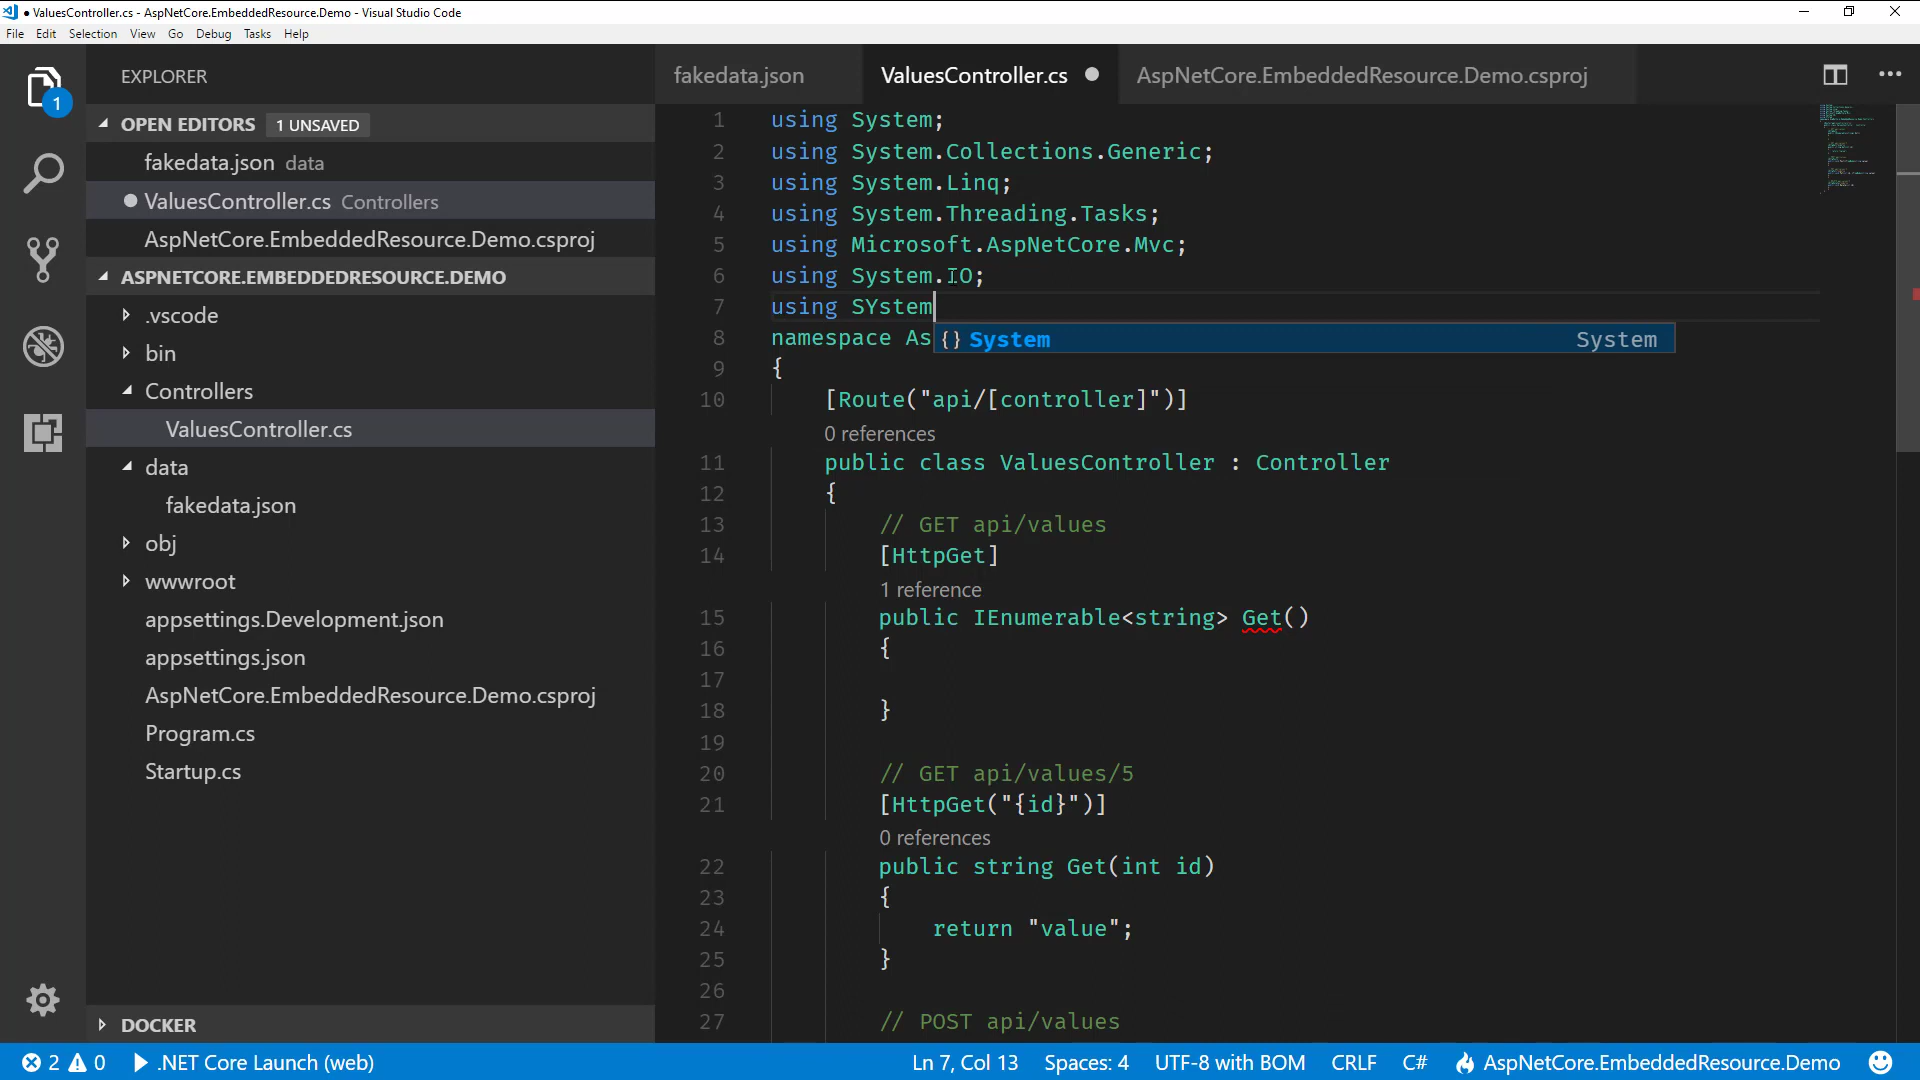 ValuesController.cs - AspNetCore.EmbeddedResource.Demo - Visual Studio Code
File Edit Selection View Go Debug Tasks Help
1
EXPLORER
OPEN EDITORS 1 UNSAVED
fakedata.json data
ValuesController.cs Controllers
AspNetCore.EmbeddedResource.Demo.csproj
ASPNETCORE.EMBEDDEDRESOURCE.DEMO
.vscode
bin
Controllers
ValuesController.cs
data
fakedata.json
obj
wwwroot
appsettings.Development.json
appsettings.json
AspNetCore.EmbeddedResource.Demo.csproj
Program.cs
Startup.cs
DOCKER
fakedata.json ValuesController.cs AspNetCore.EmbeddedResource.Demo.csproj
1 using System;
2 using System.Collections.Generic;
3 using System.Linq;
4 using System.Threading.Tasks;
5 using Microsoft.AspNetCore.Mvc;
6 using System.IO;
7 using SYstem
8 namespace As
{} System System
9 {
10 [Route("api/[controller]")]
0 references
11 public class ValuesController : Controller
12 {
13 // GET api/values
14 [HttpGet]
1 reference
15 public IEnumerable<string> Get()
16 {
17
18 }
19
20 // GET api/values/5
21 [HttpGet("{id}")]
0 references
22 public string Get(int id)
23 {
24 return "value";
25 }
26
27 // POST api/values
2 0 .NET Core Launch (web) Ln 7, Col 13 Spaces: 4 UTF-8 with BOM CRLF C# AspNetCore.EmbeddedResource.Demo